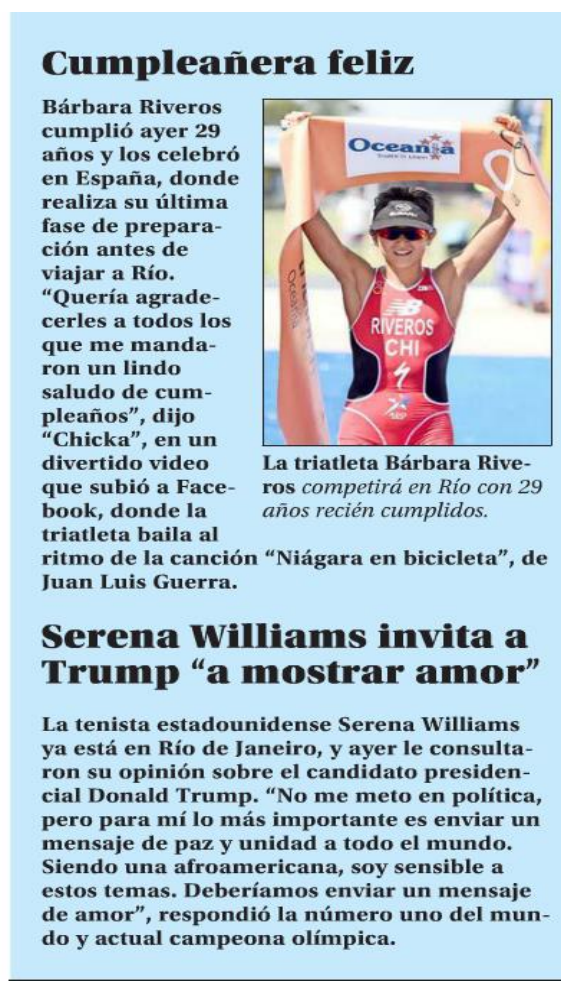 Cumpleañera feliz
Bárbara Riveros
cumplió ayer 29
años y los celebró
en España, donde
realiza su última
fase de prepara-
ción antes de
viajar a Río.
“Quería agrade-
cerles a todos los
que me manda-
ron un lindo
saludo de cum-
pleaños”, dijo
“Chicka”, en un
divertido video
que subió a Face-
book, donde la
triatleta baila al
ritmo de la canción “Niágara en bicicleta”, de
Juan Luis Guerra.
Oceania
Oceania
RIVEROS
CHI
La triatleta Bárbara Rive-
ros competirá en Río con 29
años recién cumplidos.
Serena Williams invita a
Trump “a mostrar amor”
La tenista estadounidense Serena Williams
ya está en Río de Janeiro, y ayer le consulta-
ron su opinión sobre el candidato presiden-
cial Donald Trump. “No me meto en política,
pero para mí lo más importante es enviar un
mensaje de paz y unidad a todo el mundo.
Siendo una afroamericana, soy sensible a
estos temas. Deberíamos enviar un mensaje
de amor”, respondió la número uno del mun-
do y actual campeona olímpica.